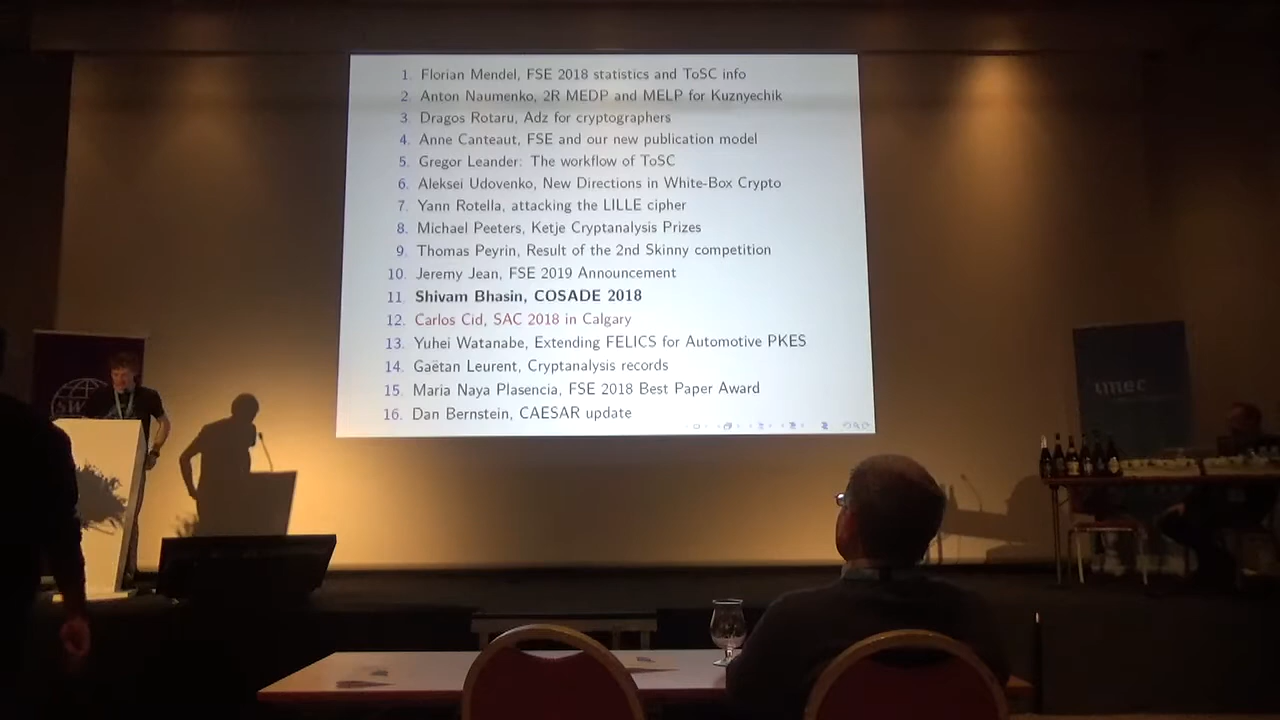 1. Florian Mendel, FSE 2018 statistics and ToSC info
2. Anton Naumenko, 2R MEDP and MELP for Kuznyechik
3. Dragos Rotaru, Adz for cryptographers
4. Anne Canteaut, FSE and our new publication model
5. Gregor Leander: The workflow of ToSC
6. Aleksei Udovenko, New Directions in White-Box Crypto
7. Yann Rotella, attacking the LILLE cipher
8. Michael Peeters, Ketje Cryptanalysis Prizes
9. Thomas Peyrin, Result of the 2nd Skinny competition
10. Jeremy Jean, FSE 2019 Announcement
11. Shivam Bhasin, COSADE 2018
12. Carlos Cid, SAC 2018 in Calgary
13. Yuhei Watanabe, Extending FELICS for Automotive PKES
14. Gaëtan Leurent, Cryptanalysis records
15. Maria Naya Plasencia, FSE 2018 Best Paper Award
16. Dan Bernstein, CAESAR update
imec